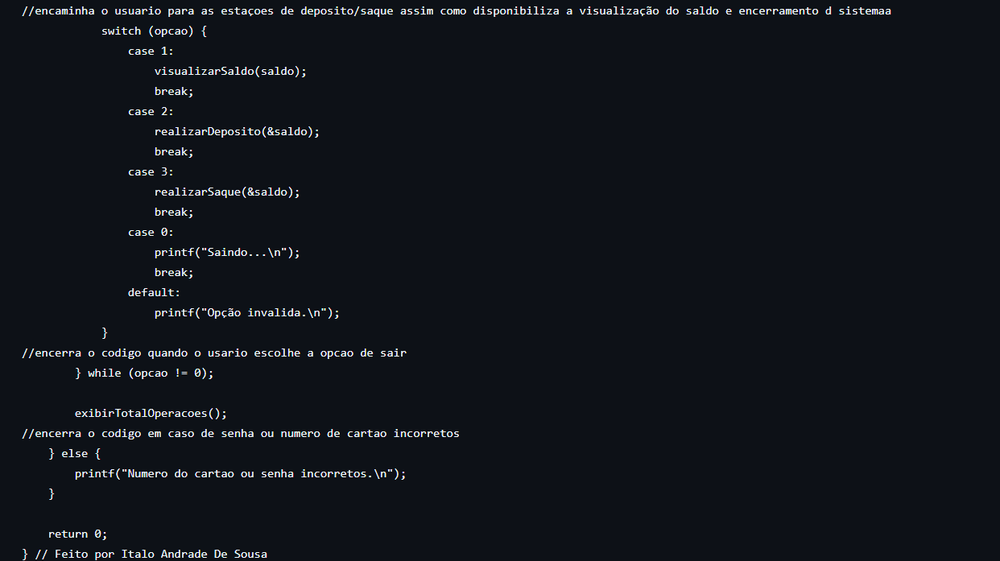 //encaminha o usuario para as estaçoes de deposito/saque assim como disponibiliza a visualização do saldo e encerramento d sistemaa
            switch (opcao) {
                case 1:
                    visualizarSaldo(saldo);
                    break;
                case 2:
                    realizarDeposito(&saldo);
                    break;
                case 3:
                    realizarSaque(&saldo);
                    break;
                case 0:
                    printf("Saindo...\n");
                    break;
                default:
                    printf("Opção invalida.\n");
            }
//encerra o codigo quando o usario escolhe a opcao de sair
        } while (opcao != 0);

        exibirTotalOperacoes();
//encerra o codigo em caso de senha ou numero de cartao incorretos
    } else {
        printf("Numero do cartao ou senha incorretos.\n");
    }

    return 0;
} // Feito por Italo Andrade De Sousa